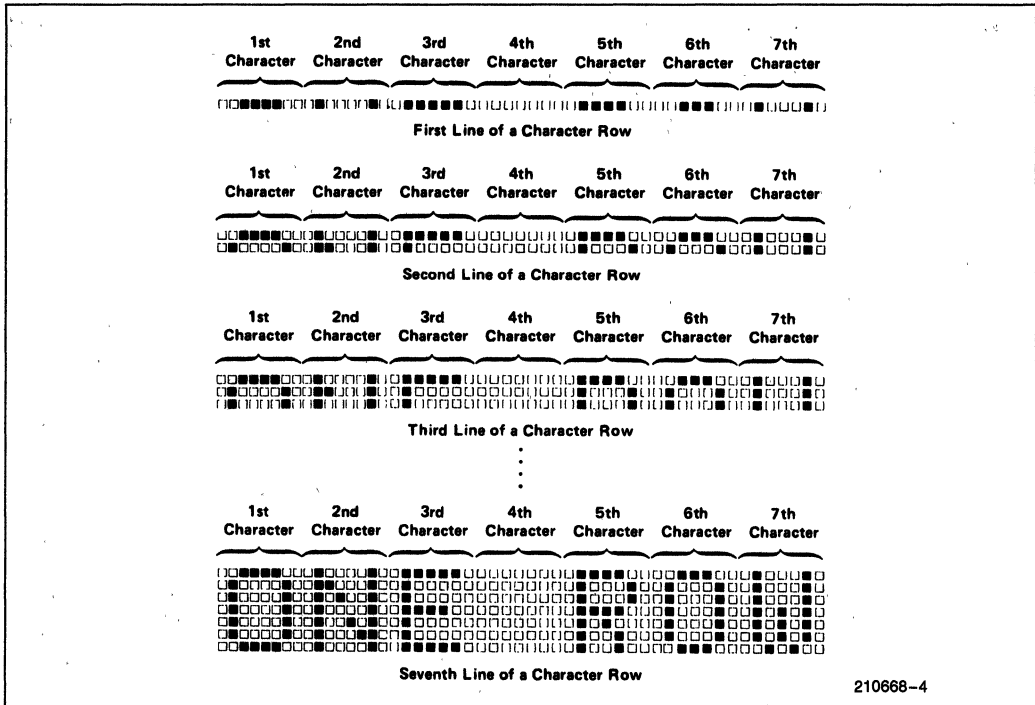 1st 2nd 3rd 4th 5th 6th 7th
Character Character Character Character Character Character Character
First Line of a Character Row
1st 2nd 3rd 4th 5th 6th 7th
Character Character Character Character Character Character Character
Second Line of a Character Row
1st 2nd 3rd 4th 5th 6th 7th
Character Character Character Character Character Character Character
Third Line of a Character Row
1st 2nd 3rd 4th 5th 6th 7th
Character Character Character Character Character Character Character
Seventh Line of a Character Row
210668-4